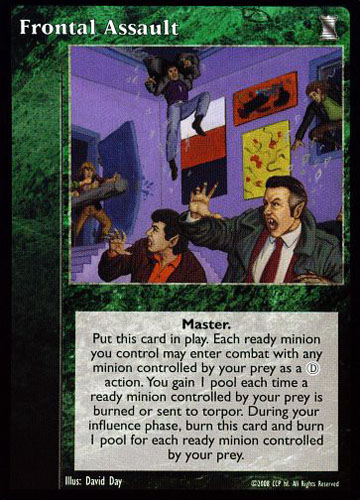 Frontal Assault
Master.
Put this card in play. Each ready minion
you control may enter combat with any
minion controlled by your prey as a Ⓓ
action. You gain 1 pool each time a
ready minion controlled by your prey is
burned or sent to torpor. During your
influence phase, burn this card and burn
1 pool for each ready minion controlled
by your prey.
Illus: David Day
©2008 CCP hf. All Rights Reserved